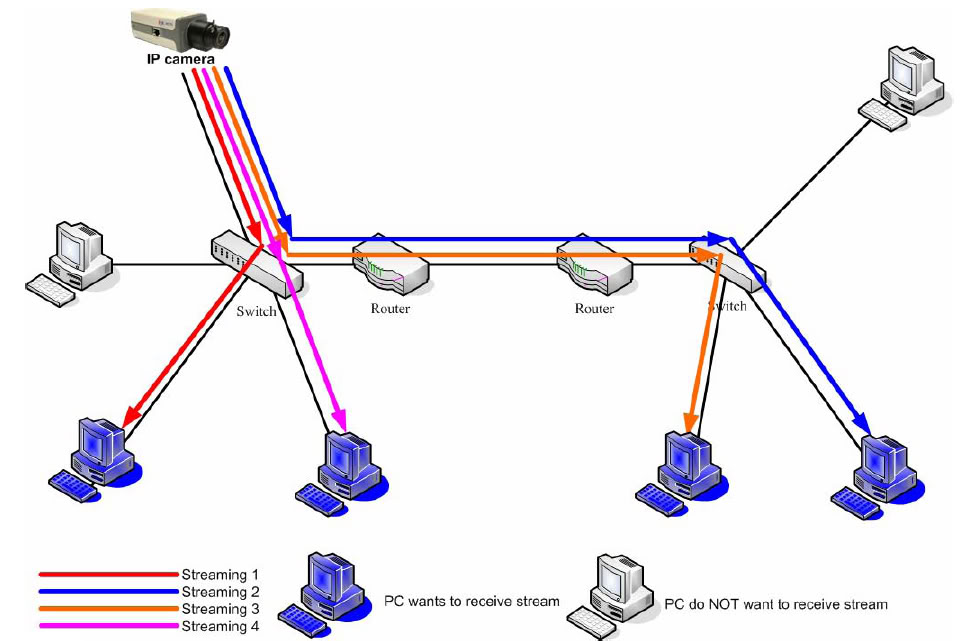 IP camera
Switch
Router
Router
Switch
Streaming 1
Streaming 2
Streaming 3
Streaming 4
PC wants to receive stream
PC do NOT want to receive stream